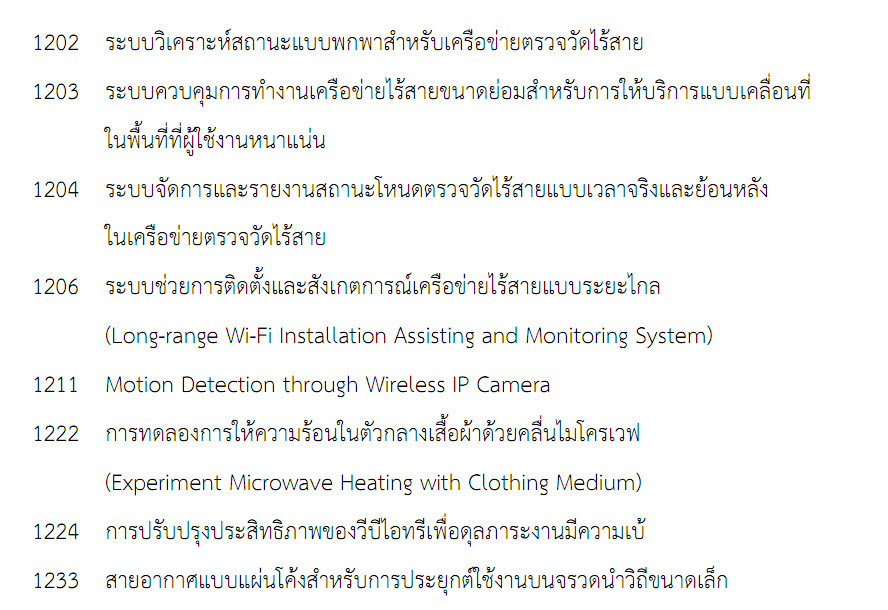 1202 ระบบวิเคราะห์สถานะแบบพกพาสำหรับเครือข่ายตรวจวัดไร้สาย
1203 ระบบควบคุมการทำงานเครือข่ายไร้สายขนาดย่อมสำหรับการให้บริการแบบเคลื่อนที่
ในพื้นที่ที่ผู้ใช้งานหนาแน่น
1204 ระบบจัดการและรายงานสถานะโหนดตรวจวัดไร้สายแบบเวลาจริงและย้อนหลัง
ในเครือข่ายตรวจวัดไร้สาย
1206 ระบบช่วยการติดตั้งและสังเกตการณ์เครือข่ายไร้สายแบบระยะไกล
(Long-range Wi-Fi Installation Assisting and Monitoring System)
1211 Motion Detection through Wireless IP Camera
1222 การทดลองการให้ความร้อนในตัวกลางเสื้อผ้าด้วยคลื่นไมโครเวฟ
(Experiment Microwave Heating with Clothing Medium)
1224 การปรับปรุงประสิทธิภาพของวีบีไอทรีเพื่อดุลภาระงานมีความเบ้
1233 สายอากาศแบบแผ่นโค้งสำหรับการประยุกต์ใช้งานบนจรวดนำวิถีขนาดเล็ก